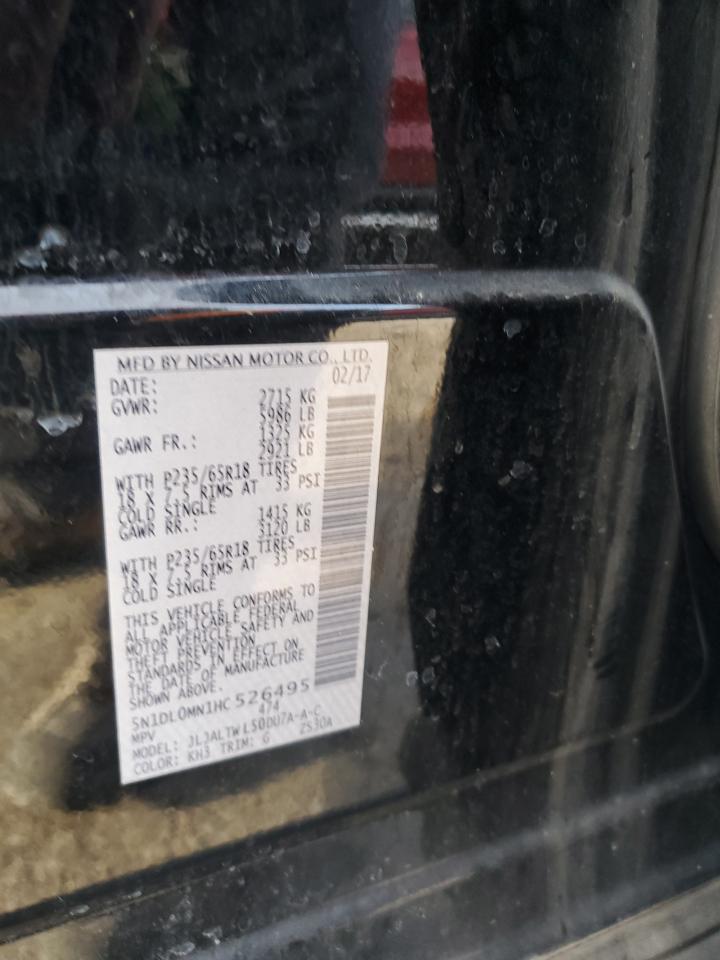 MFD BY NISSAN MOTOR CO., LTD.
DATE: 02/17
GVWR: 2715 KG
5986 LB
GAWR FR.: 1325 KG
2921 LB
WITH P235/65R18 TIRES
18 X 7.5 RIMS AT 33 PSI
COLD SINGLE
GAWR RR.: 1415 KG
3120 LB
WITH P235/65R18 TIRES
18 X 7.5 RIMS AT 33 PSI
COLD SINGLE
THIS VEHICLE CONFORMS TO
ALL APPLICABLE FEDERAL
MOTOR VEHICLE SAFETY AND
THEFT PREVENTION
STANDARDS IN EFFECT ON
THE DATE OF MANUFACTURE
SHOWN ABOVE.
5N1DL0MN1HC526495
MPV 474
MODEL: JLJALTWL50DU7A-A-C
COLOR: KH3 TRIM: G ZS30A